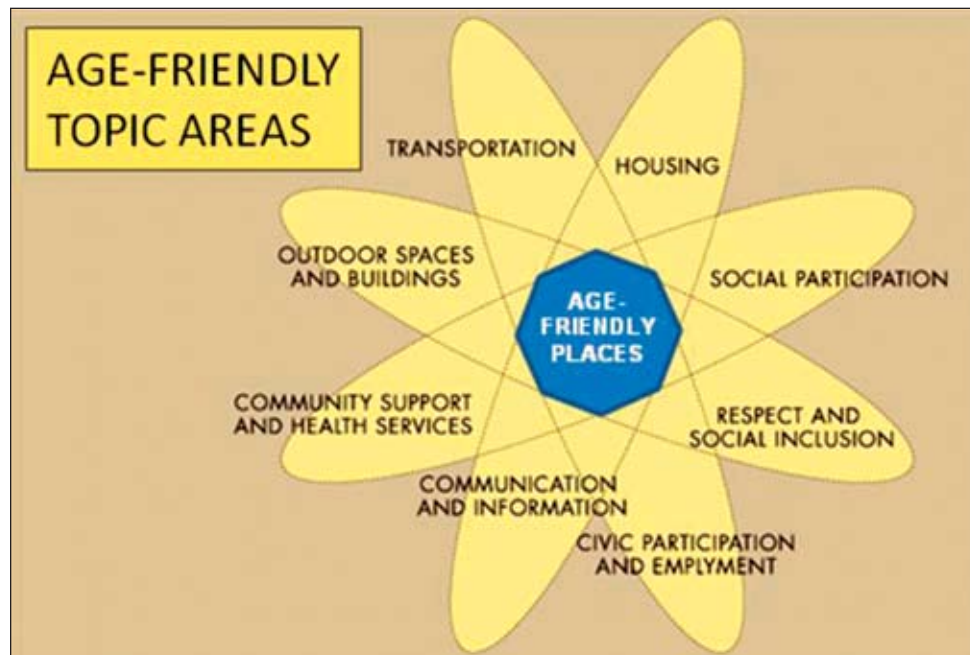 AGE-FRIENDLY
TOPIC AREAS
TRANSPORTATION
HOUSING
OUTDOOR SPACES
AND BUILDINGS
SOCIAL PARTICIPATION
AGE-
FRIENDLY
PLACES
COMMUNITY SUPPORT
AND HEALTH SERVICES
RESPECT AND
SOCIAL INCLUSION
COMMUNICATION
AND INFORMATION
CIVIC PARTICIPATION
AND EMPLYMENT